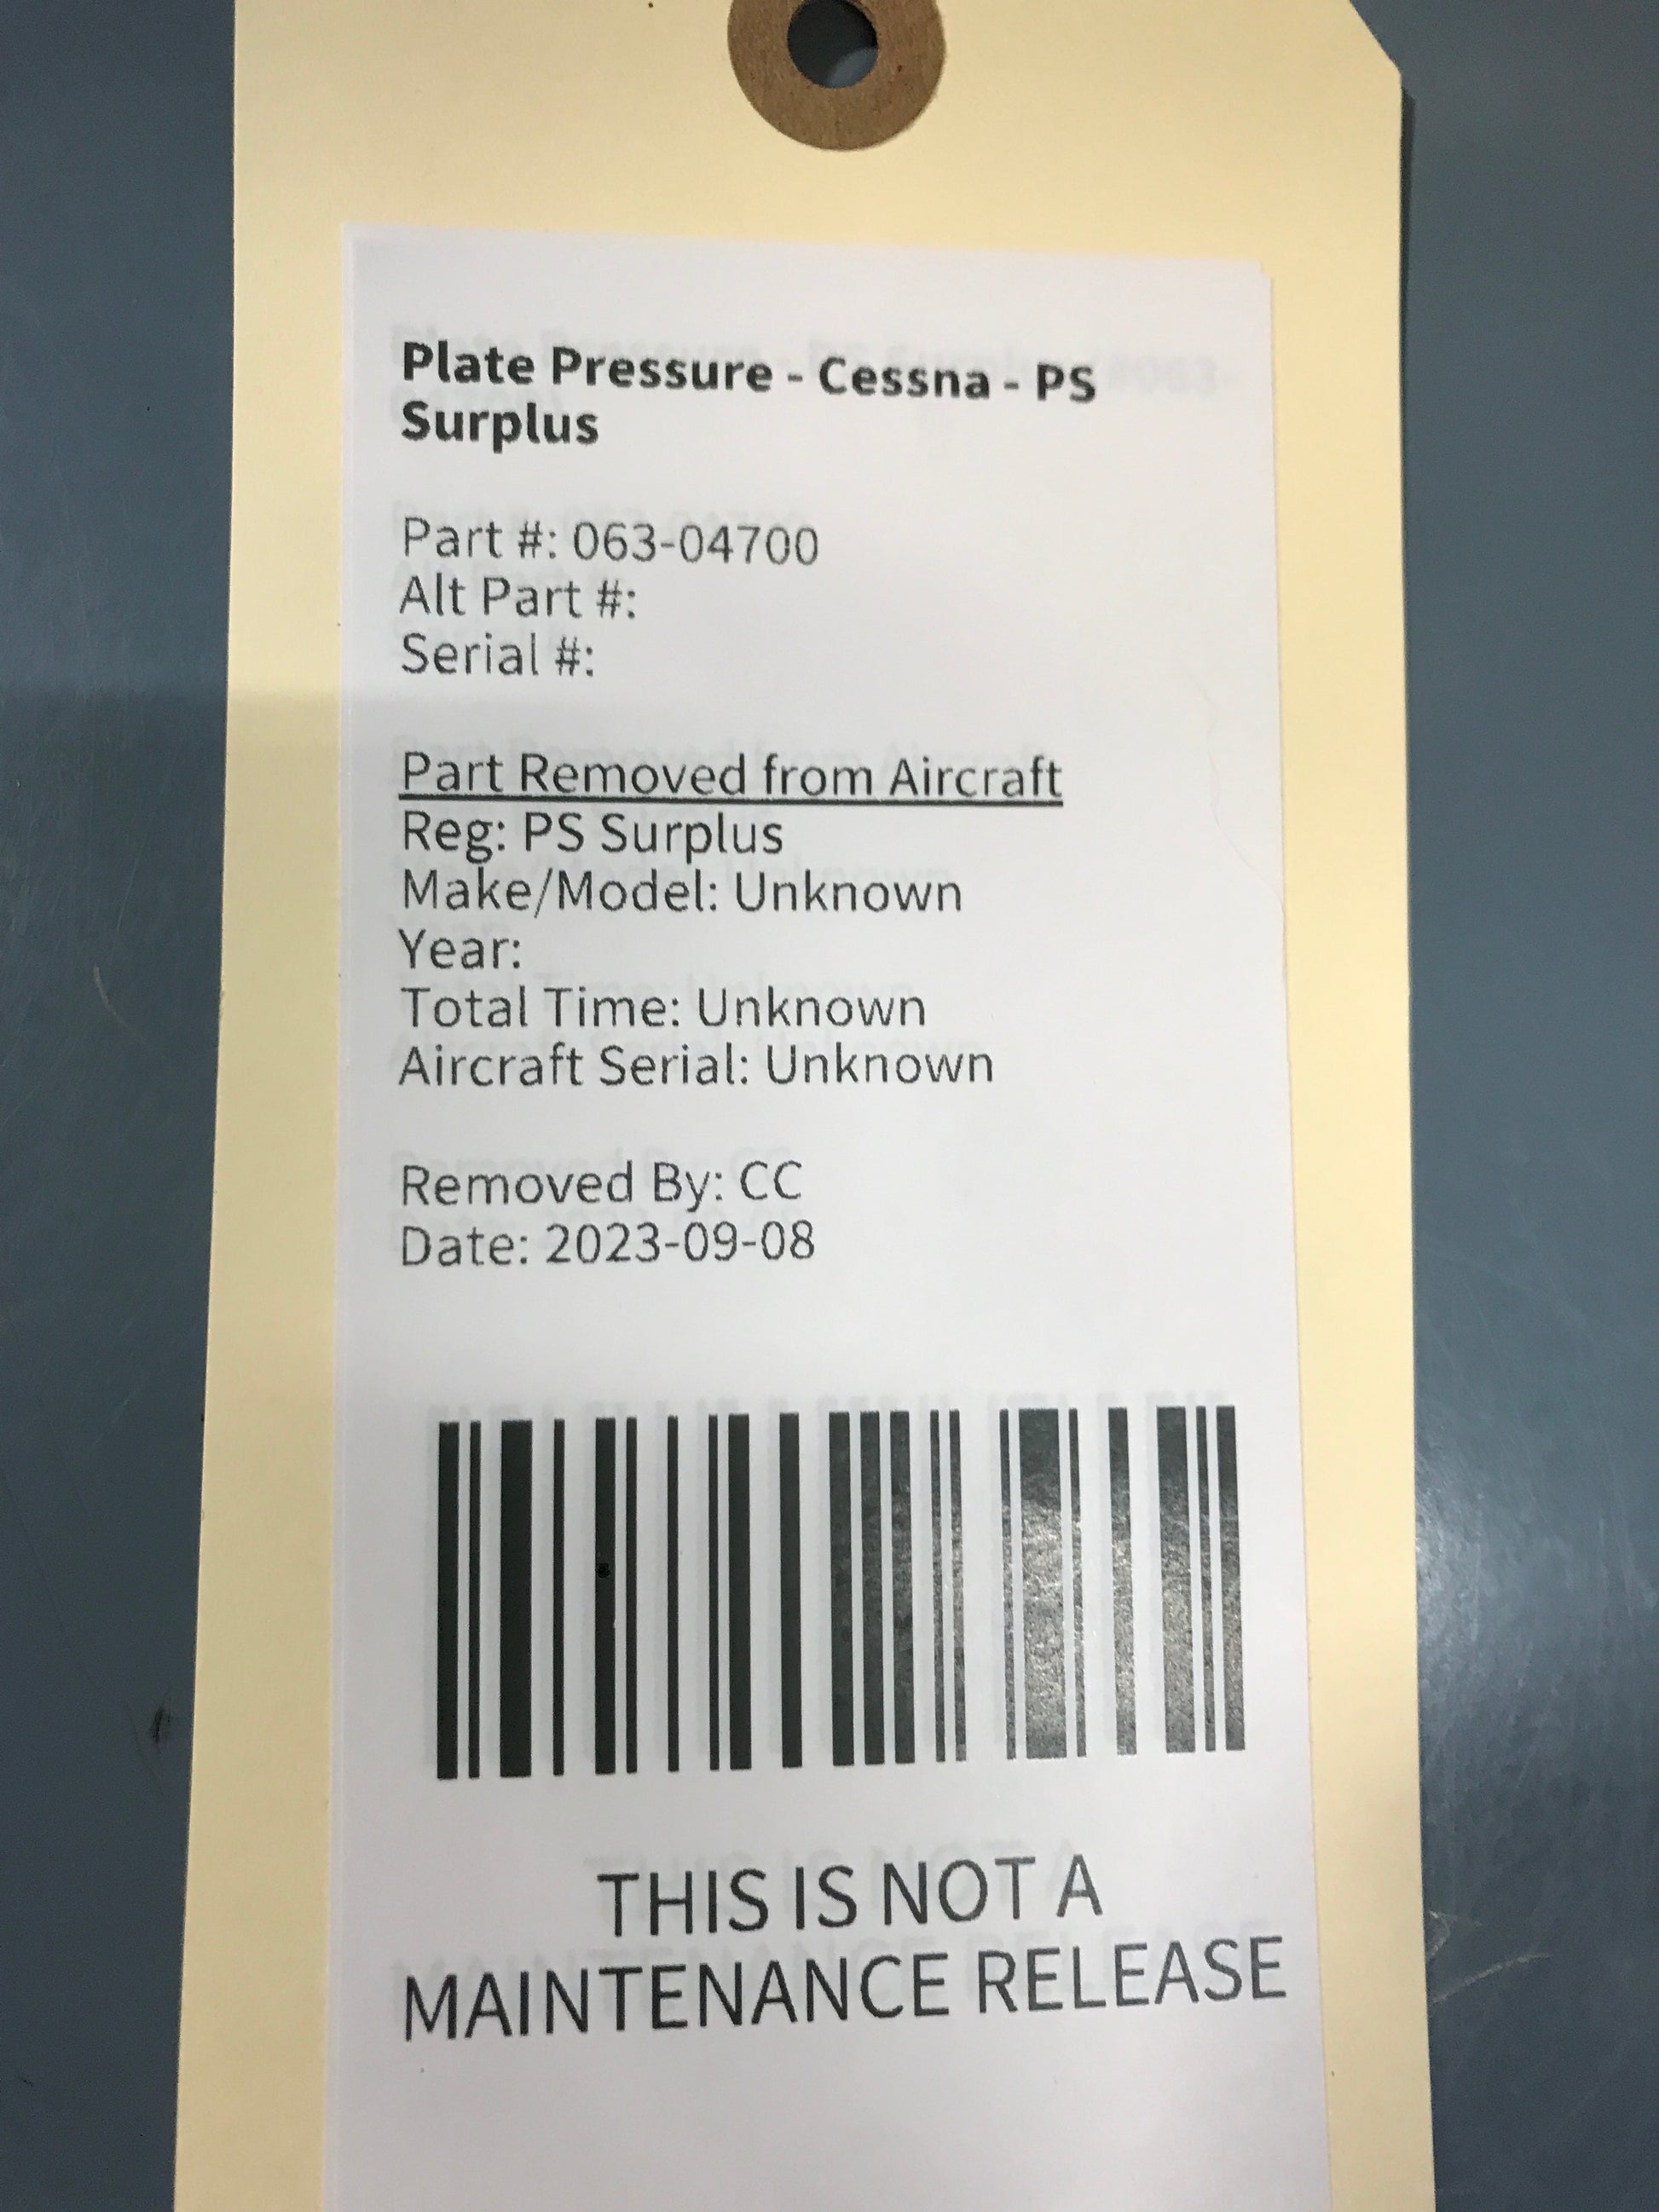 Plate Pressure - Cessna - PS
Surplus
Part #: 063-04700
Alt Part #:
Serial #:
Part Removed from Aircraft
Reg: PS Surplus
Make/Model: Unknown
Year:
Total Time: Unknown
Aircraft Serial: Unknown
Removed By: CC
Date: 2023-09-08
THIS IS NOT A
MAINTENANCE RELEASE